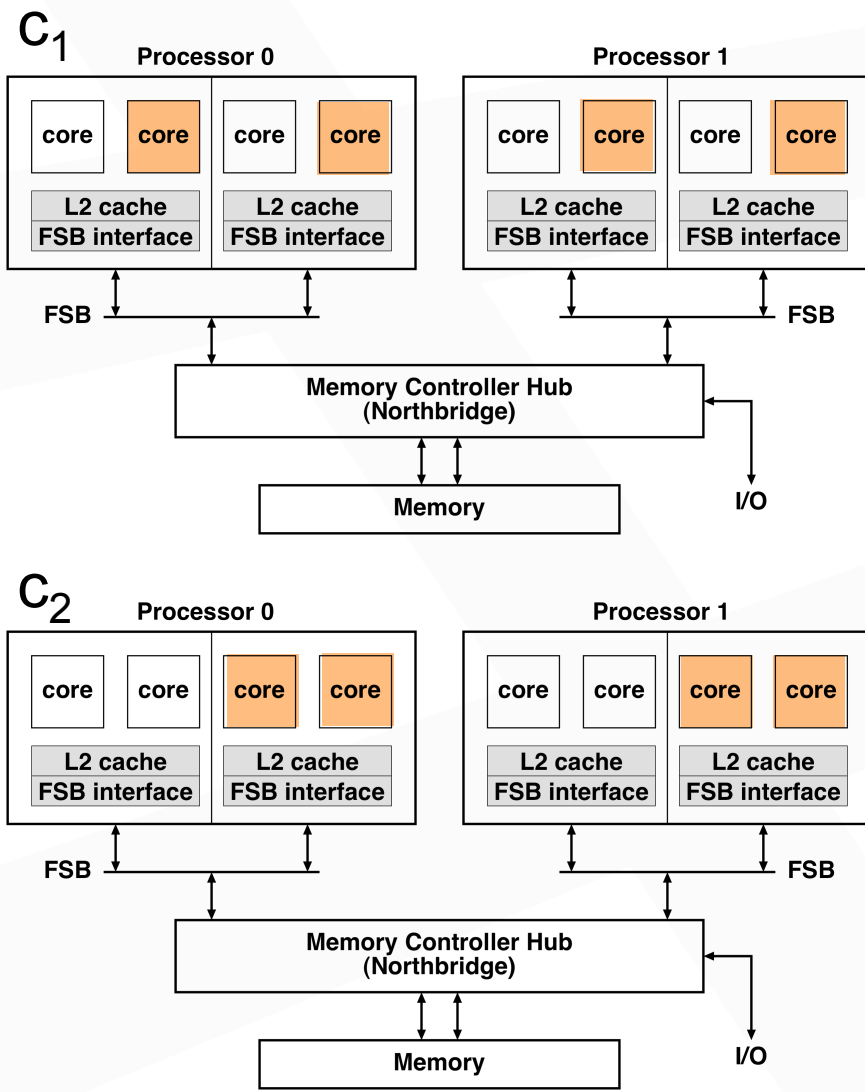 C1
Processor 0 Processor 1
core core core core core core core core
L2 cache L2 cache L2 cache L2 cache
FSB interface FSB interface FSB interface FSB interface
FSB FSB
Memory Controller Hub
(Northbridge)
I/O
Memory
C2
Processor 0 Processor 1
core core core core core core core core
L2 cache L2 cache L2 cache L2 cache
FSB interface FSB interface FSB interface FSB interface
FSB FSB
Memory Controller Hub
(Northbridge)
I/O
Memory